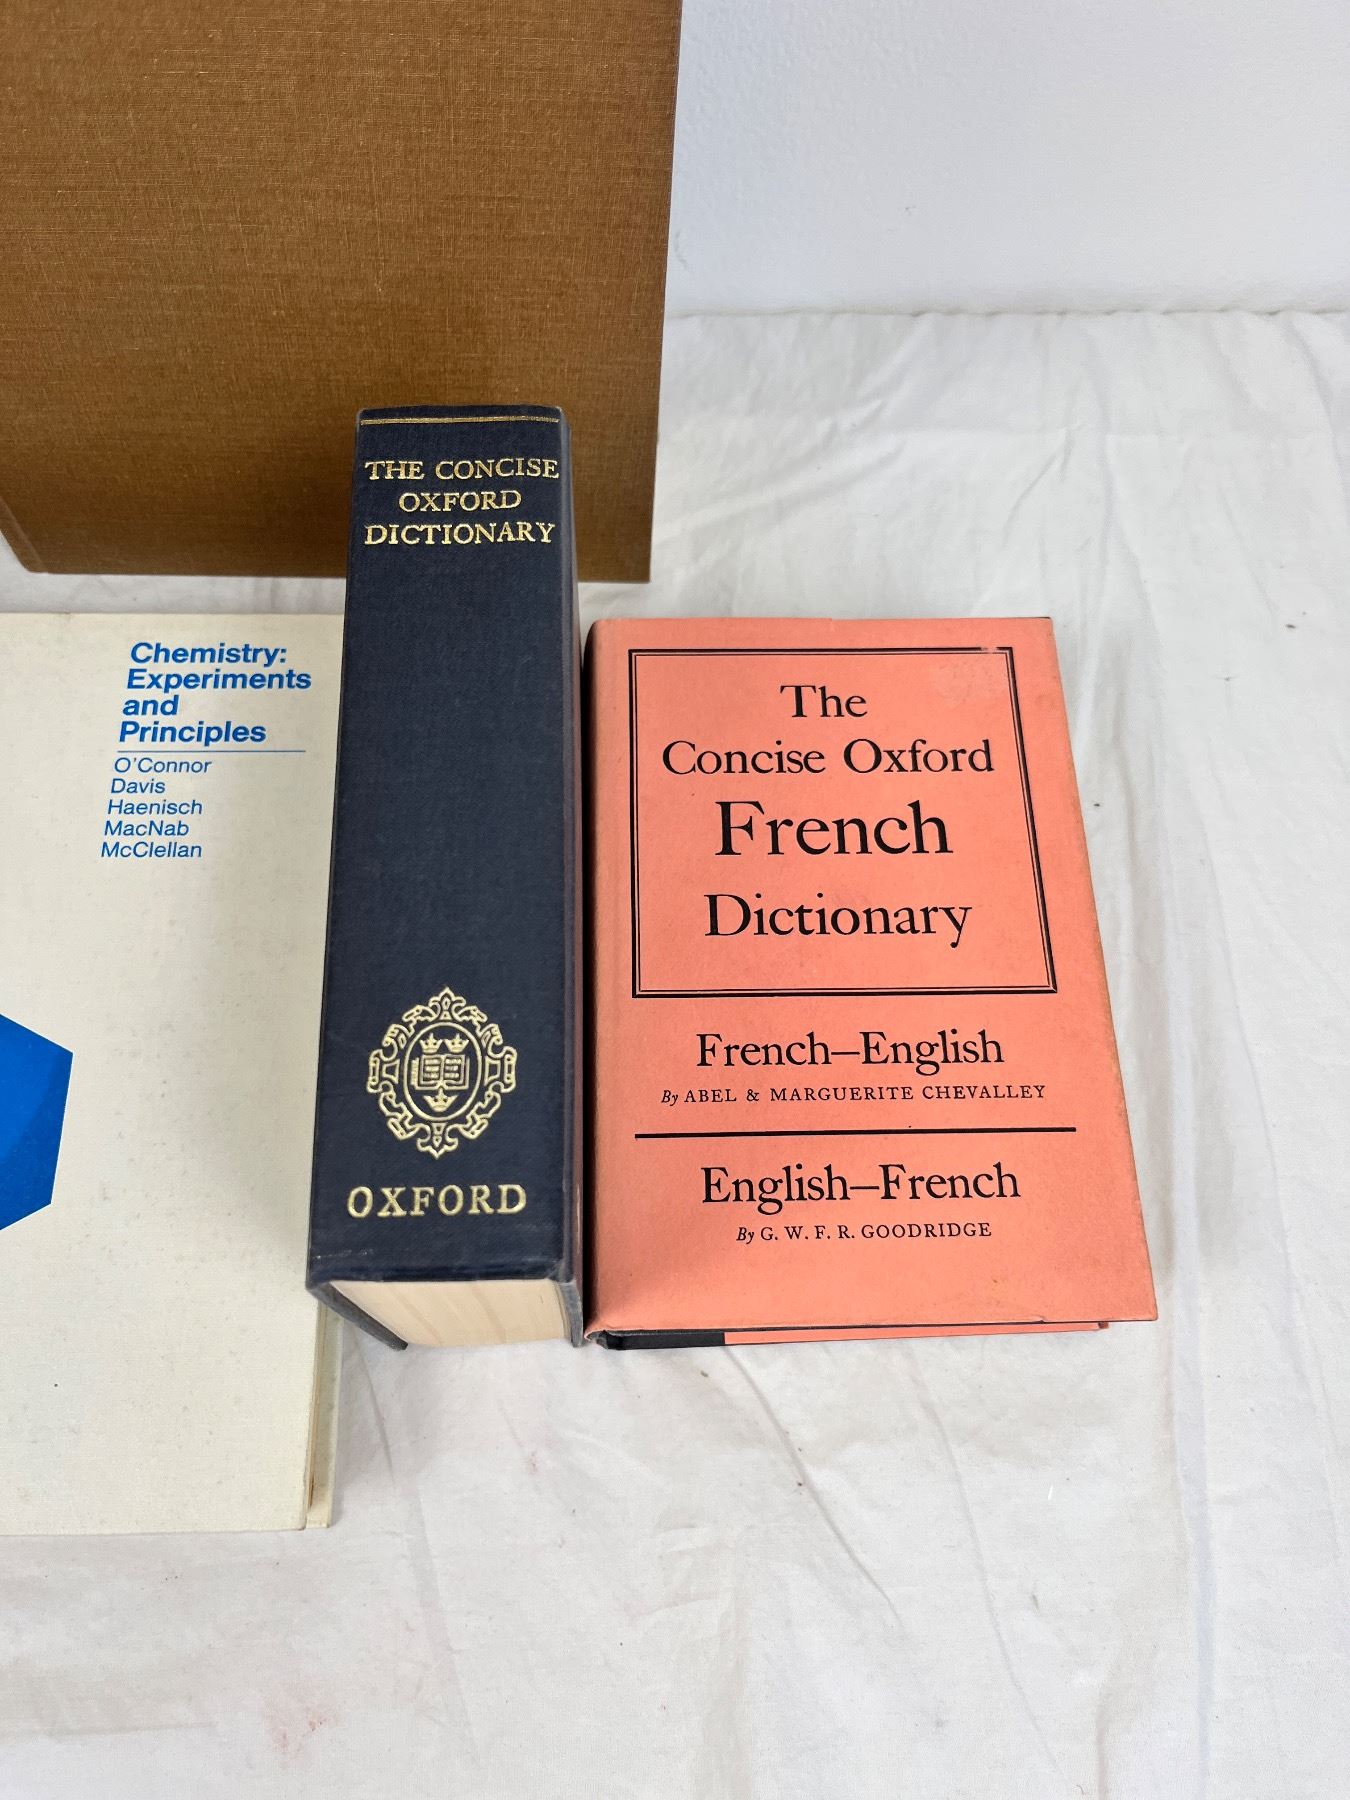 Chemistry:
Experiments
and
Principles
O'Connor
Davis
Haenisch
MacNab
McClellan
THE CONCISE
OXFORD
DICTIONARY
OXFORD
The
Concise Oxford
French
Dictionary
French–English
By ABEL & MARGUERITE CHEVALLEY
English–French
By G. W. F. R. GOODRIDGE